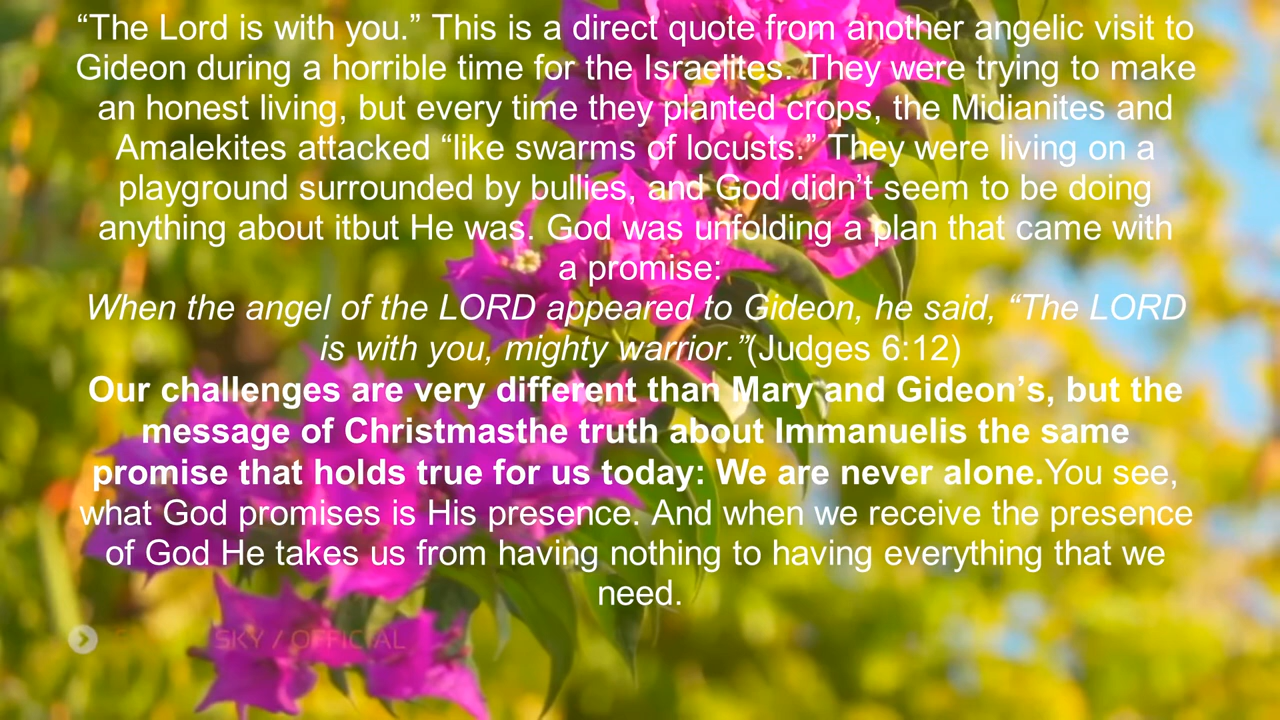 “The Lord is with you.” This is a direct quote from another angelic visit to
Gideon during a horrible time for the Israelites. They were trying to make
an honest living, but every time they planted crops, the Midianites and
Amalekites attacked “like swarms of locusts.” They were living on a
playground surrounded by bullies, and God didn’t seem to be doing
anything about itbut He was. God was unfolding a plan that came with
a promise:
When the angel of the LORD appeared to Gideon, he said, “The LORD
is with you, mighty warrior.”(Judges 6:12)
Our challenges are very different than Mary and Gideon’s, but the
message of Christmasthe truth about Immanuelis the same
promise that holds true for us today: We are never alone.You see,
what God promises is His presence. And when we receive the presence
of God He takes us from having nothing to having everything that we
need.
SKY / OFFICIAL